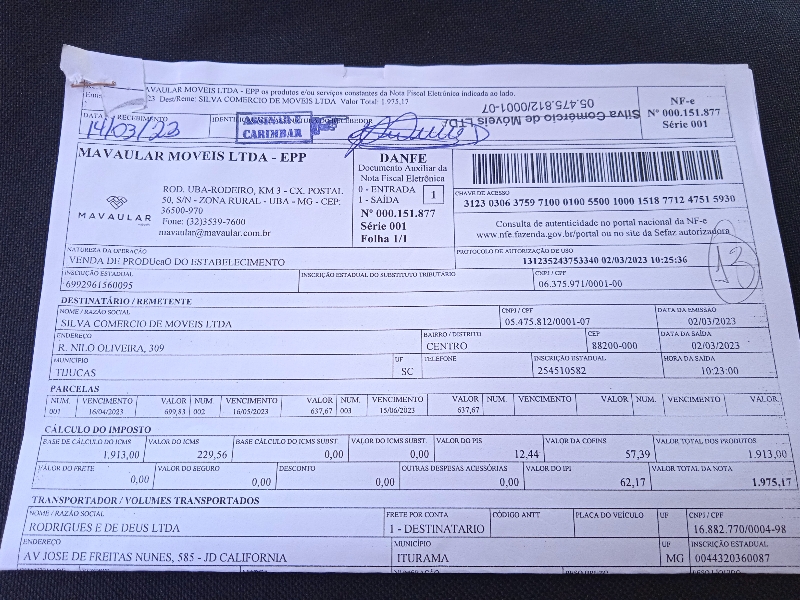 AVAULAR MOVEIS LTDA - EPP os produtos e/ou serviços constantes da Nota Fiscal Eletrônica indicada ao lado.
23 Dest/Reme: SILVA COMERCIO DE MOVEIS LTDA Valor Total: 1.975,17
DATA RECEBIMENTO
14/03/23
ASSINAR E
CARIMBAR
Silva Comércio de Móveis LTDA
05.475.812/0001-07
NF-e
Nº 000.151.877
Série 001
MAVAULAR MOVEIS LTDA - EPP
MAVAULAR
ROD. UBA-RODEIRO, KM 3 - CX. POSTAL
50, S/N - ZONA RURAL - UBA - MG - CEP:
36500-970
Fone: (32)3539-7600
mavaular@mavaular.com.br
DANFE
Documento Auxiliar da
Nota Fiscal Eletrônica
0 - ENTRADA
1 - SAÍDA
1
Nº 000.151.877
Série 001
Folha 1/1
CHAVE DE ACESSO
3123 0306 3759 7100 0100 5500 1000 1518 7712 4751 5930
Consulta de autenticidade no portal nacional da NF-e
www.nfe.fazenda.gov.br/portal ou no site da Sefaz autorizadora
13
NATUREZA DA OPERAÇÃO
VENDA DE PRODUcaO DO ESTABELECIMENTO
PROTOCOLO DE AUTORIZAÇÃO DE USO
131235243753340 02/03/2023 10:25:36
INSCRIÇÃO ESTADUAL
6992961560095
INSCRIÇÃO ESTADUAL DO SUBSTITUTO TRIBUTARIO
CNPJ / CPF
06.375.971/0001-00
DESTINATÁRIO / REMETENTE
NOME / RAZÃO SOCIAL
SILVA COMERCIO DE MOVEIS LTDA
CNPJ / CPF
05.475.812/0001-07
DATA DA EMISSÃO
02/03/2023
ENDEREÇO
R. NILO OLIVEIRA, 309
BAIRRO / DISTRITO
CENTRO
CEP
88200-000
DATA DA SAÍDA
02/03/2023
MUNICÍPIO
TIJUCAS
UF
SC
TELEFONE
INSCRIÇÃO ESTADUAL
254510582
HORA DA SAÍDA
10:23:00
PARCELAS
NUM. VENCIMENTO VALOR NUM. VENCIMENTO VALOR NUM. VENCIMENTO VALOR NUM. VENCIMENTO VALOR NUM. VENCIMENTO VALOR
001 16/04/2023 699,83 002 16/05/2023 637,67 003 15/06/2023 637,67
CÁLCULO DO IMPOSTO
BASE DE CÁLCULO DO ICMS VALOR DO ICMS BASE CÁLCULO DO ICMS SUBST. VALOR DO ICMS SUBST. VALOR DO PIS VALOR DA COFINS VALOR TOTAL DOS PRODUTOS
1.913,00 229,56 0,00 0,00 12,44 57,39 1.913,00
VALOR DO FRETE VALOR DO SEGURO DESCONTO OUTRAS DESPESAS ACESSÓRIAS VALOR DO IPI VALOR TOTAL DA NOTA
0,00 0,00 0,00 0,00 62,17 1.975,17
TRANSPORTADOR / VOLUMES TRANSPORTADOS
NOME / RAZÃO SOCIAL
RODRIGUES E DE DEUS LTDA
FRETE POR CONTA
1 - DESTINATARIO
CÓDIGO ANTT
PLACA DO VEÍCULO
UF
CNPJ / CPF
16.882.770/0004-98
ENDEREÇO
AV JOSE DE FREITAS NUNES, 585 - JD CALIFORNIA
MUNICÍPIO
ITURAMA
UF
MG
INSCRIÇÃO ESTADUAL
0044320360087